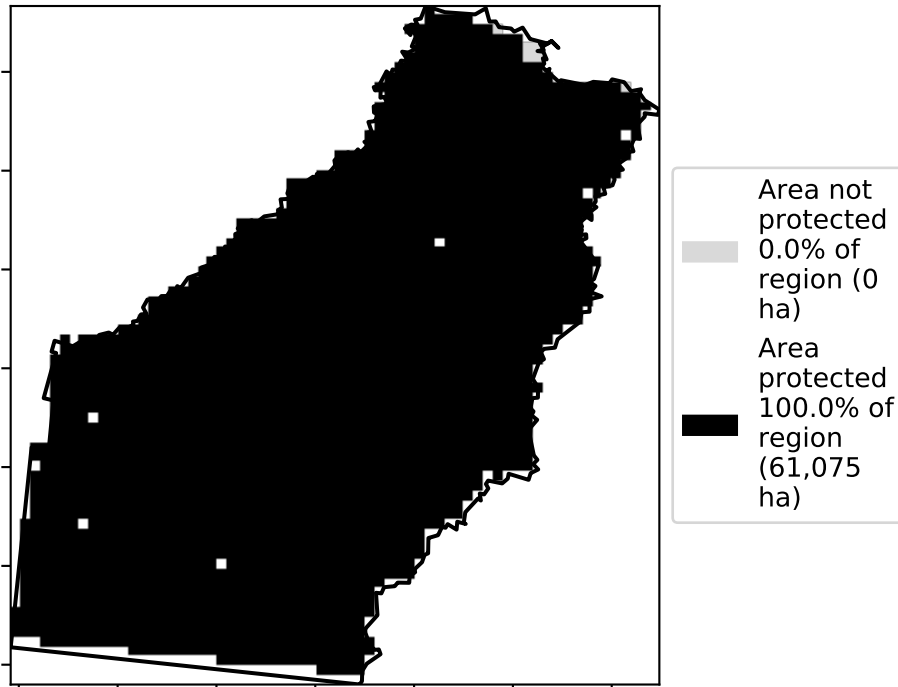 Area not
protected
0.0% of
region (0
ha)
Area
protected
100.0% of
region
(61,075
ha)